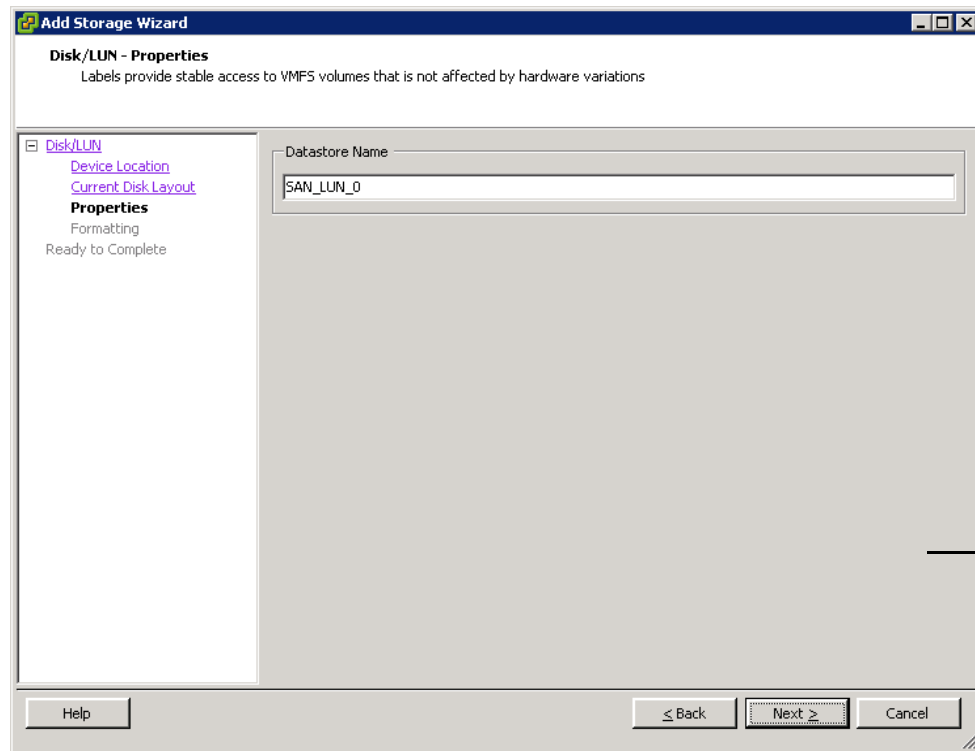 Add Storage Wizard
Disk/LUN - Properties
Labels provide stable access to VMFS volumes that is not affected by hardware variations
Disk/LUN
Device Location
Current Disk Layout
Properties
Formatting
Ready to Complete
Datastore Name
SAN_LUN_0
Help
< Back
Next >
Cancel